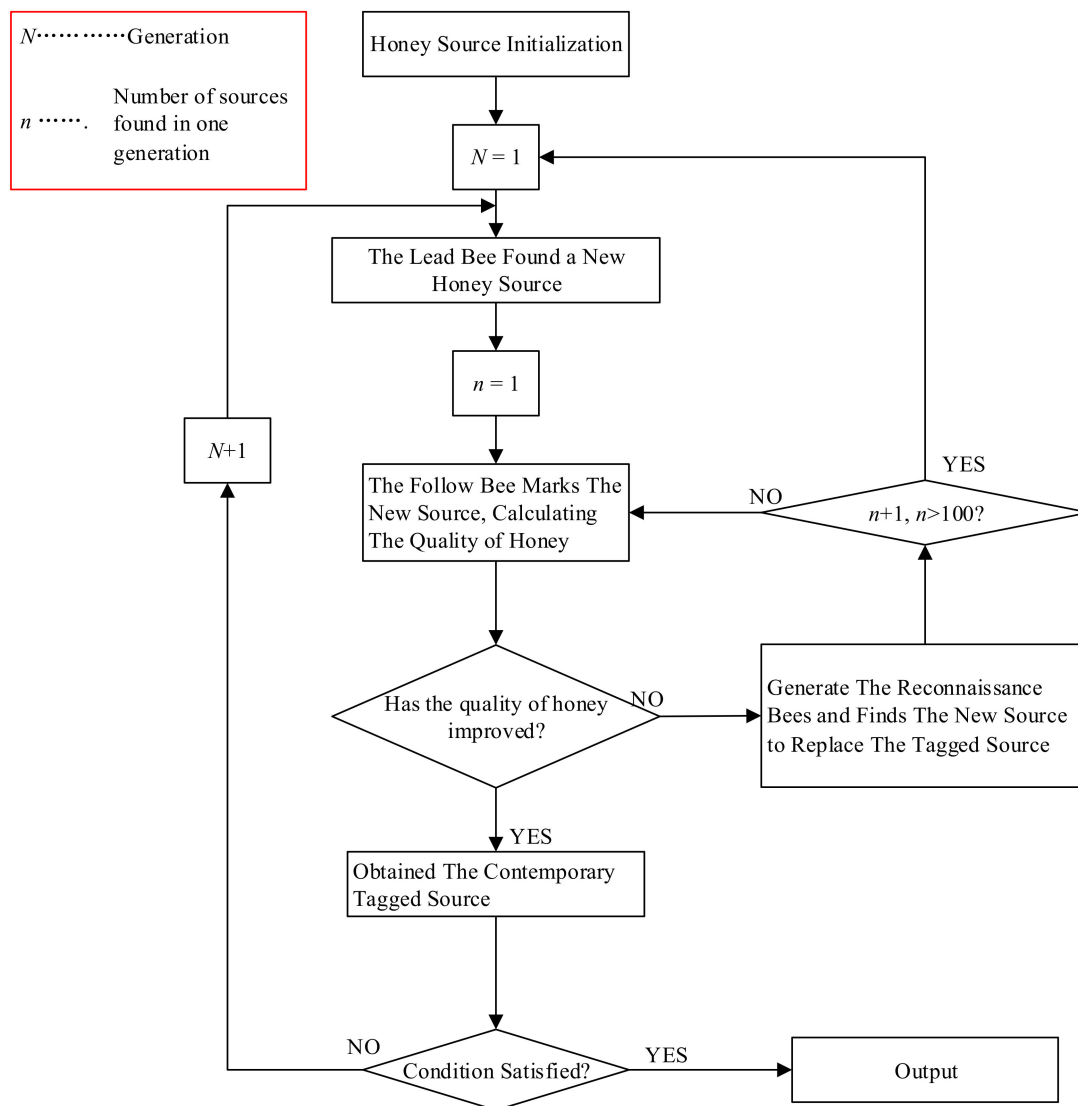 N…………Generation
Number of sources
n ……. found in one
generation
Honey Source Initialization
N = 1
The Lead Bee Found a New
Honey Source
n = 1
N+1
The Follow Bee Marks The
New Source, Calculating
The Quality of Honey
NO
YES
n+1, n>100?
Has the quality of honey
improved?
NO
Generate The Reconnaissance
Bees and Finds The New Source
to Replace The Tagged Source
YES
Obtained The Contemporary
Tagged Source
NO
Condition Satisfied?
YES
Output